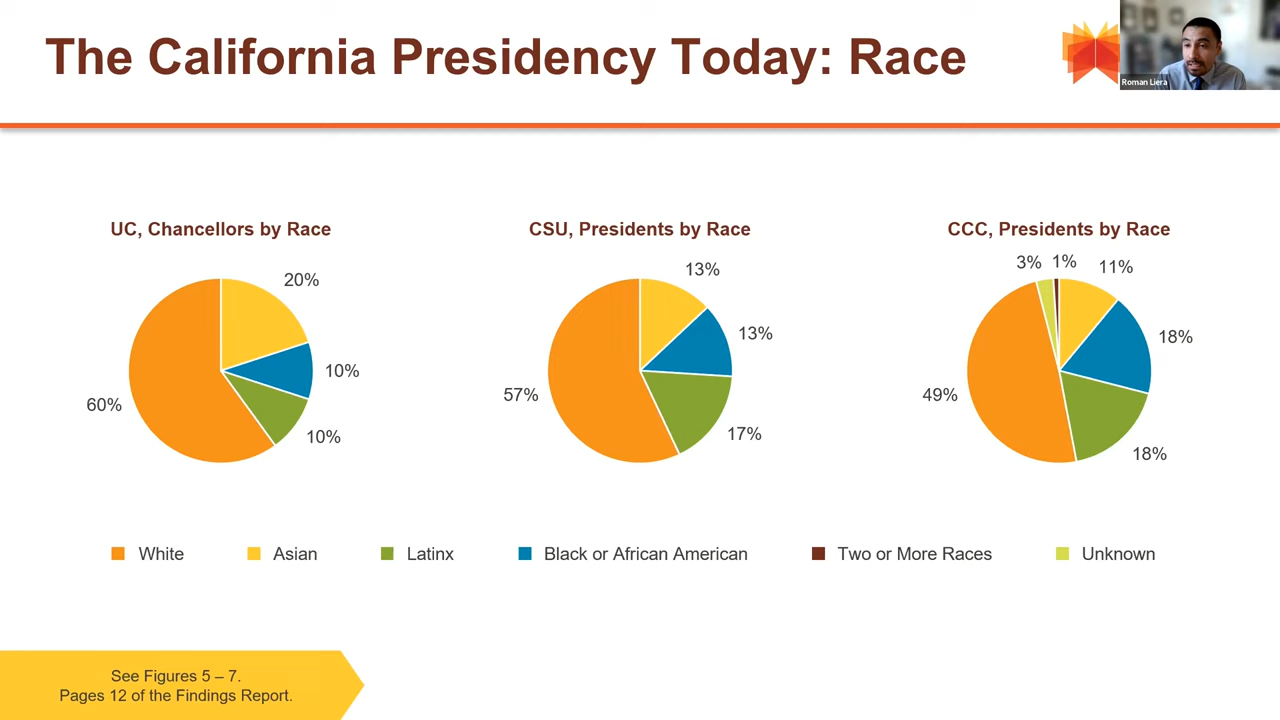 The California Presidency Today: Race
Roman Liera
UC, Chancellors by Race
20%
10%
10%
60%
CSU, Presidents by Race
13%
13%
17%
57%
CCC, Presidents by Race
3%
1%
11%
18%
18%
49%
White
Asian
Latinx
Black or African American
Two or More Races
Unknown
See Figures 5 – 7.
Pages 12 of the Findings Report.